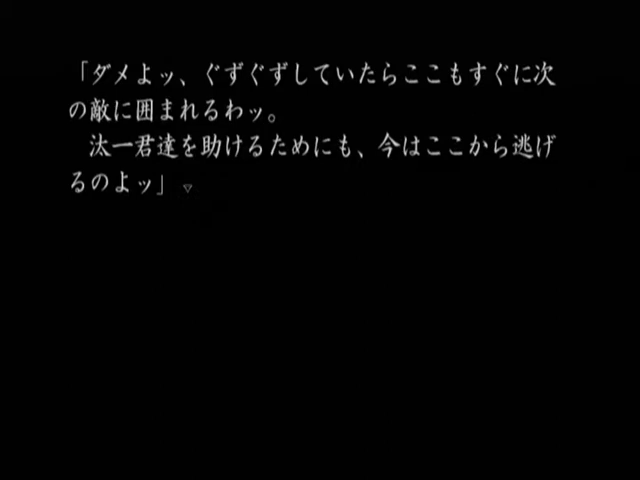 「ダメよッ、ぐずぐずしていたらここもすぐに次
の敵に囲まれるわッ。
汰一君達を助けるためにも、今はここから逃げ
るのよッ」▽